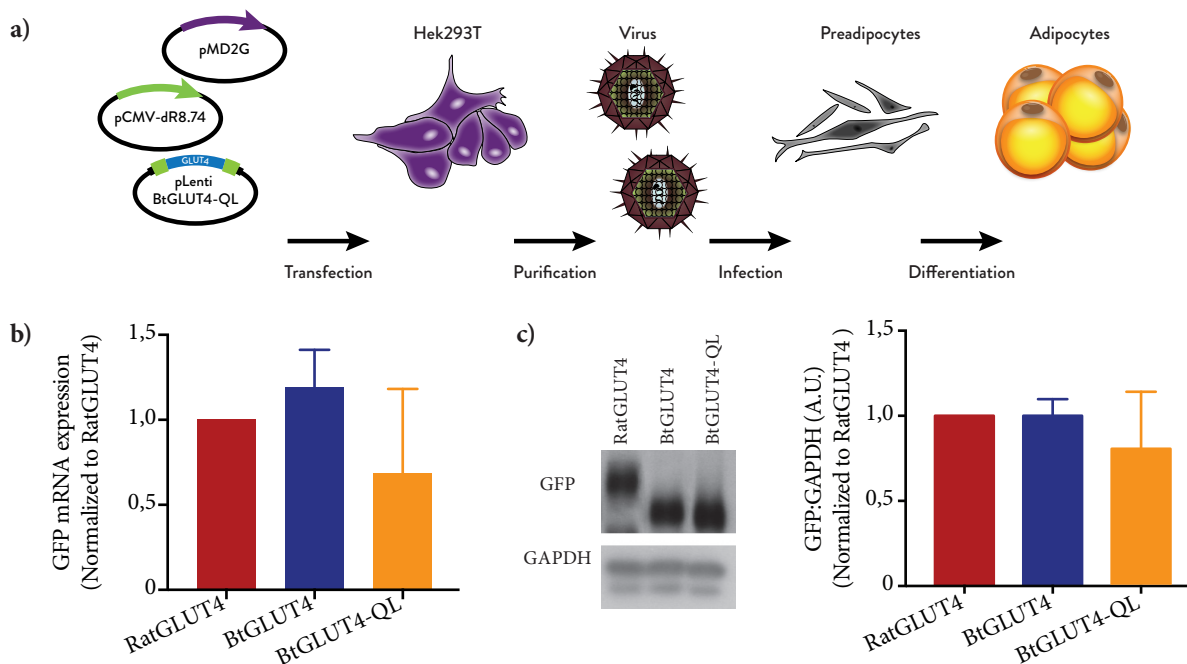 a)
pMD2G
pCMV-dR8.74
GLUT4
pLenti
BtGLUT4-QL
Hek293T
Virus
Preadipocytes
Adipocytes
Transfection
Purification
Infection
Differentiation
b)
GFP mRNA expression
(Normalized to RatGLUT4)
1,5
1,0
0,5
0
RatGLUT4
BtGLUT4
BtGLUT4-QL
c)
RatGLUT4
BtGLUT4
BtGLUT4-QL
GFP
GAPDH
GFP:GAPDH (A.U.)
(Normalized to RatGLUT4 )
1,5
1,0
0,5
0
RatGLUT4
BtGLUT4
BtGLUT4-QL